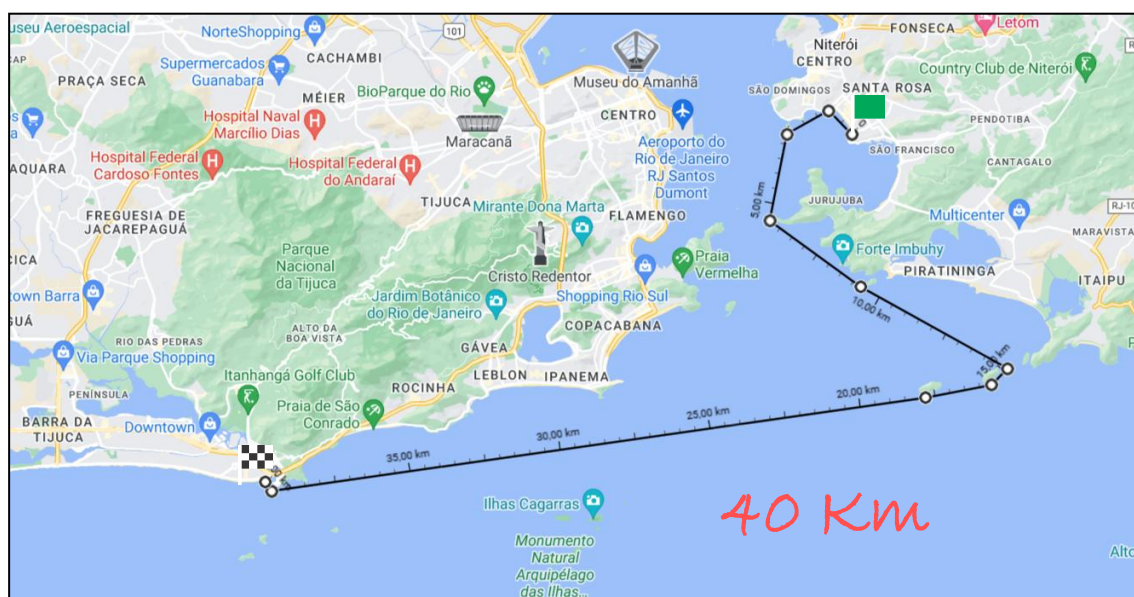 useu Aeroespacial
NorteShopping
CACHAMBI
101
Museu do Amanhã
Niterói
CENTRO
FONSECA
Letom
Supermercados
Guanabara
PRAÇA SECA
MÉIER
BioParque do Rio
CENTRO
SÃO DOMINGOS
SANTA ROSA
Country Club de Niterói
Hospital Naval
Marcílio Dias
Maracanã
Aeroporto do
Rio de Janeiro
RJ Santos
Dumont
PENDOTIBA
SÃO FRANCISCO
CANTAGALO
Hospital Federal
Cardoso Fontes
Hospital Federal
do Andaraí
AQUARA
TIJUCA
Mirante Dona Marta
FLAMENGO
5,00 km
JURUJUBA
Multicenter
RJ-10
MARAVISTA
FREGUESIA DE
JACAREPAGUÁ
Parque
Nacional
da Tijuca
Cristo Redentor
Praia
Vermelha
Forte Imbuhy
PIRATININGA
ITAIPU
CICA
town Barra
Jardim Botânico
do Rio de Janeiro
Shopping Rio Sul
10,00 km
GUÁ
RIO DAS PEDRAS
ALTO DA
BOA VISTA
COPACABANA
Via Parque Shopping
GÁVEA
LEBLON
IPANEMA
15,00 km
Itanhangá Golf Club
ROCINHA
20,00 km
PENÍNSULA
Praia de São
Conrado
25,00 km
BARRA DA
TIJUCA
Downtown
30,00 km
35,00 km
Ilhas Cagarras
40 Km
Monumento
Natural
Arquipélago
das Ilhas...
Alto